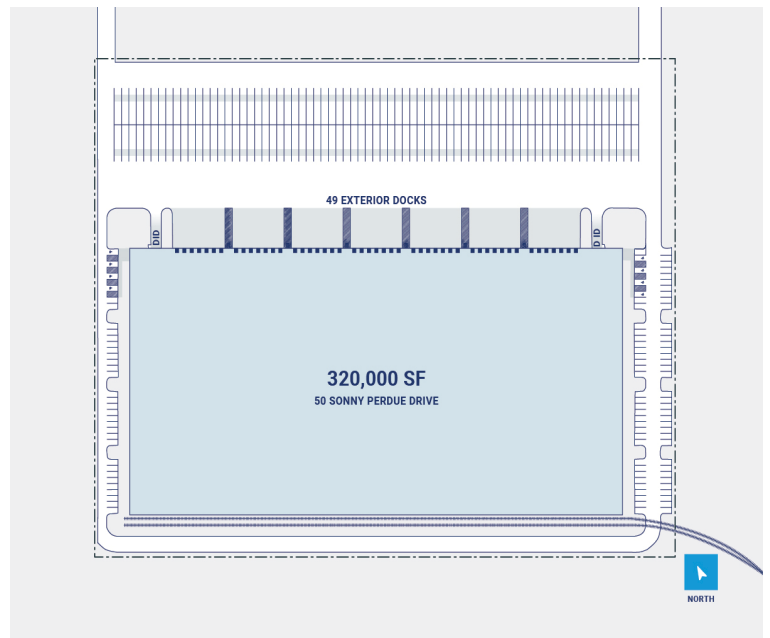 49 EXTERIOR DOCKS
DID
D ID
320,000 SF
50 SONNY PERDUE DRIVE
NORTH